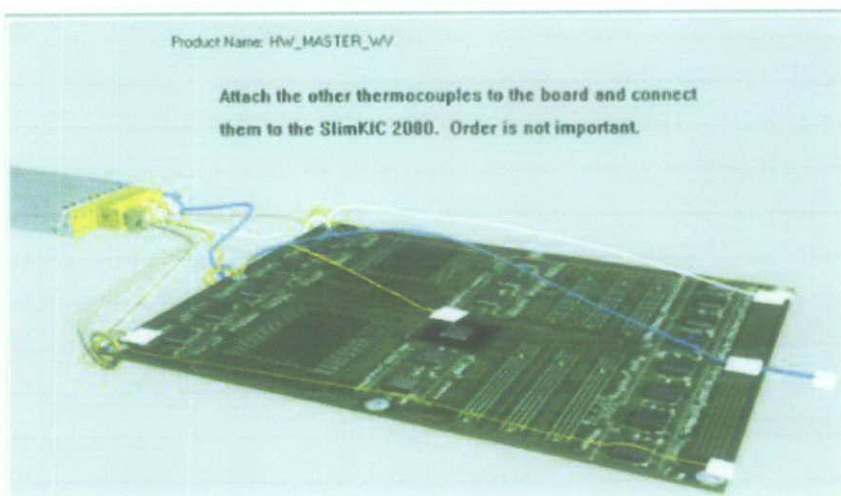 Product Name: HW_MASTER_WV
Attach the other thermocouples to the board and connect
them to the SlimKIC 2000. Order is not important.